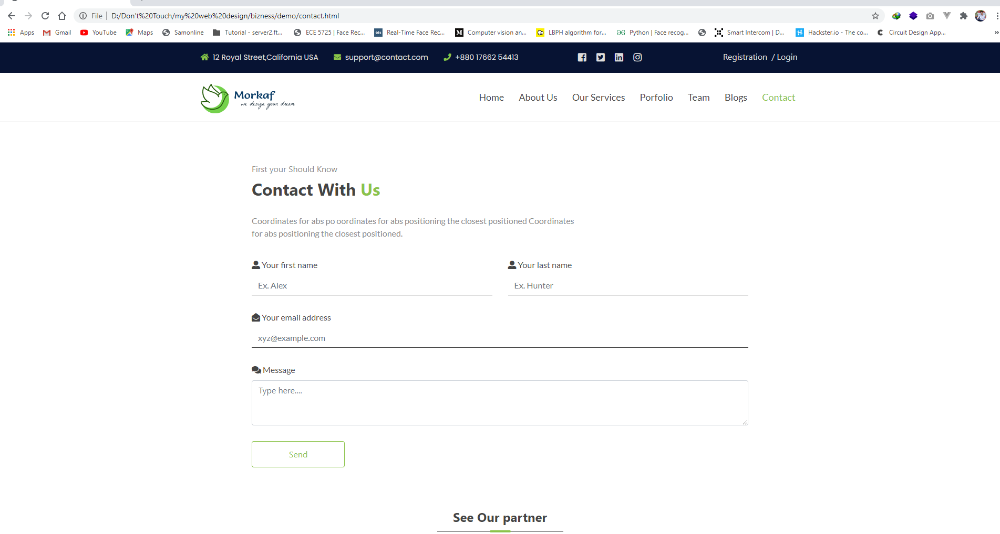 File D:/Don't%20Touch/my%20web%20design/bizness/demo/contact.html
Apps Gmail YouTube Maps Samonline Tutorial - server2.ft... ECE 5725 | Face Rec... tds Real-Time Face Rec... M Computer vision an... LBPH algorithm for... Python | Face recog... Smart Intercom | D... Hackster.io - The co... Circuit Design App... »
12 Royal Street,California USA support@contact.com +880 17662 54413 Registration / Login
Morkaf
we design your dream
Home About Us Our Services Porfolio Team Blogs Contact
First your Should Know
Contact With Us
Coordinates for abs po oordinates for abs positioning the closest positioned Coordinates
for abs positioning the closest positioned.
Your first name Your last name
Ex. Alex Ex. Hunter
Your email address
xyz@example.com
Message
Type here....
Send
See Our partner